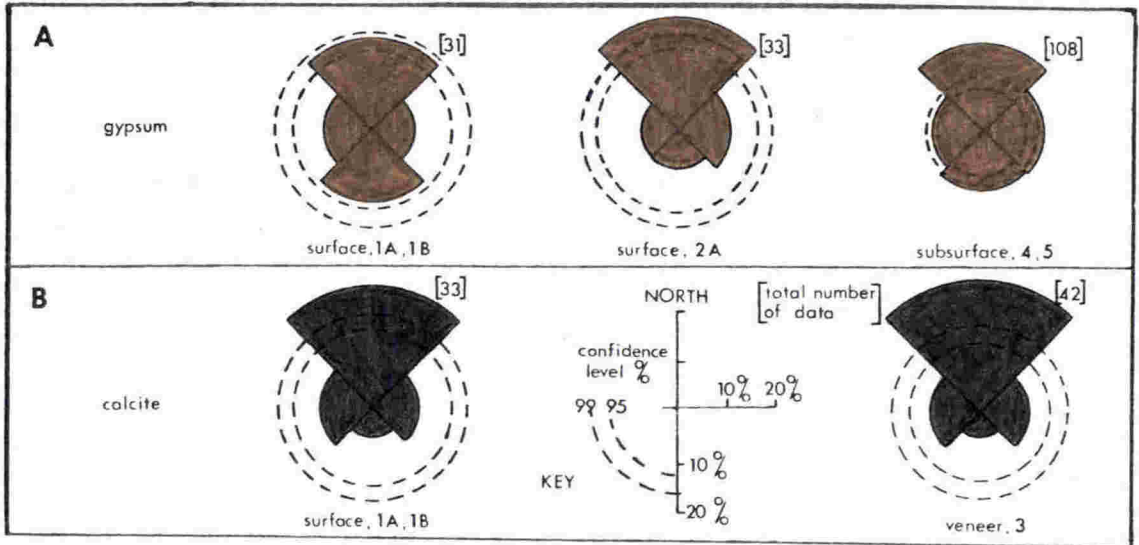 A
[31]
[33]
[108]
gypsum
surface, 1A, 1B
surface, 2A
subsurface, 4, 5
B
[33]
NORTH
[total number
of data]
[42]
confidence
level %
10% 20%
99 95
calcite
10%
KEY
20%
surface, 1A, 1B
veneer, 3